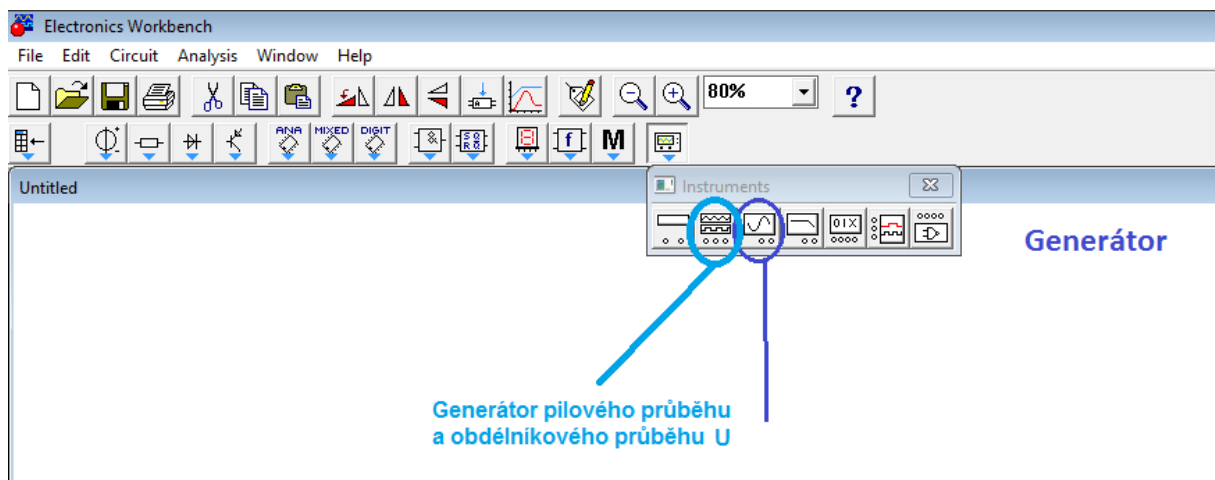 Electronics Workbench
File Edit Circuit Analysis Window Help
80% ?
ANA MIXED DIGIT & S Q R Q f M
Untitled
Instruments
01X
Generátor
Generátor pilového průběhu
a obdélníkového průběhu U